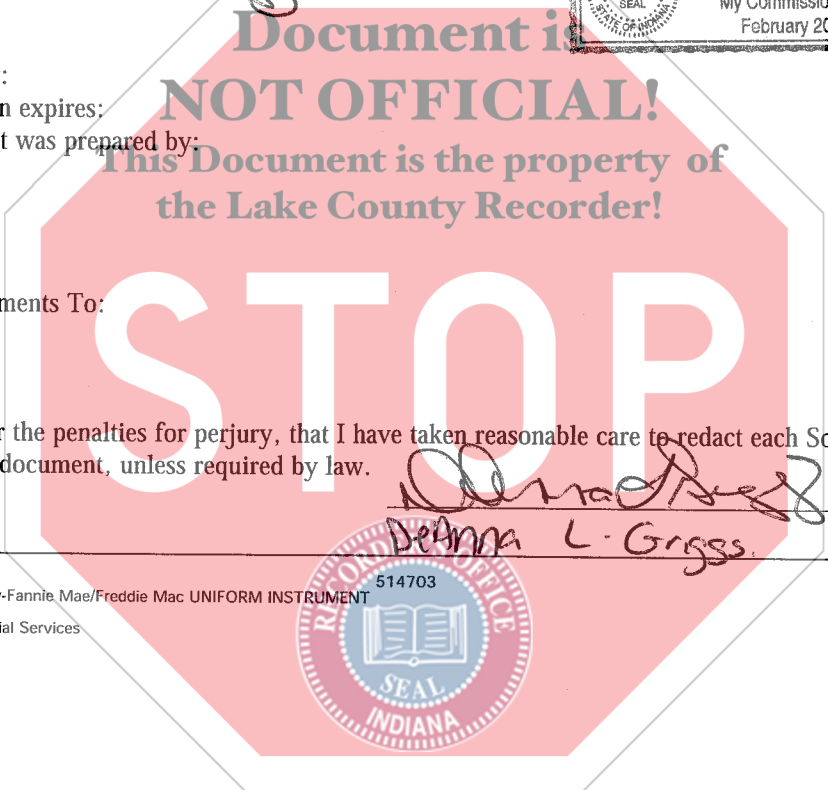 SEAL
STATE OF INDIANA
My Commissio
February 20
Document is
NOT OFFICIAL!
:
n expires:
t was prepared by:
This Document is the property of
the Lake County Recorder!
ments To:
STOP
r the penalties for perjury, that I have taken reasonable care to redact each So
document, unless required by law.
DeAnna L. Griggs.
514703
-Fannie Mae/Freddie Mac UNIFORM INSTRUMENT
ial Services
RECORDER'S OFFICE
SEAL
INDIANA